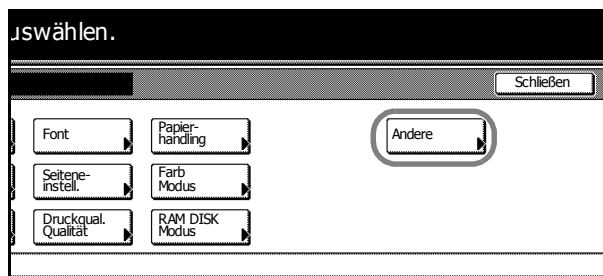 uswählen.
Schließen
Font
Papier-
handling
Andere
Seitene-
instell.
Farb
Modus
Druckqual.
Qualität
RAM DISK
Modus